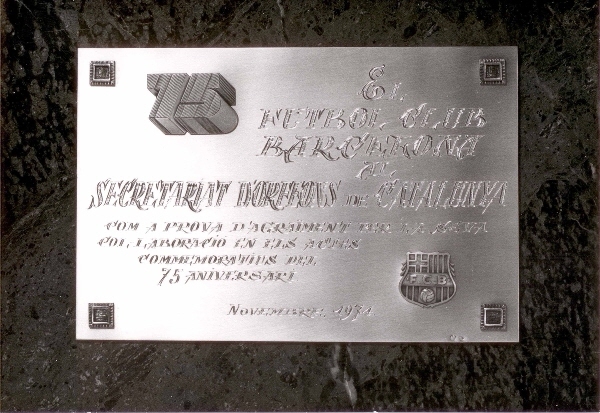 75
El
Futbol Club
Barcelona
al
Secretariat d'Orfeons de Catalunya
com a prova d'agraïment per la seva
col·laboració en els actes
commemoratius del
75 aniversari
F C B
Novembre, 1974